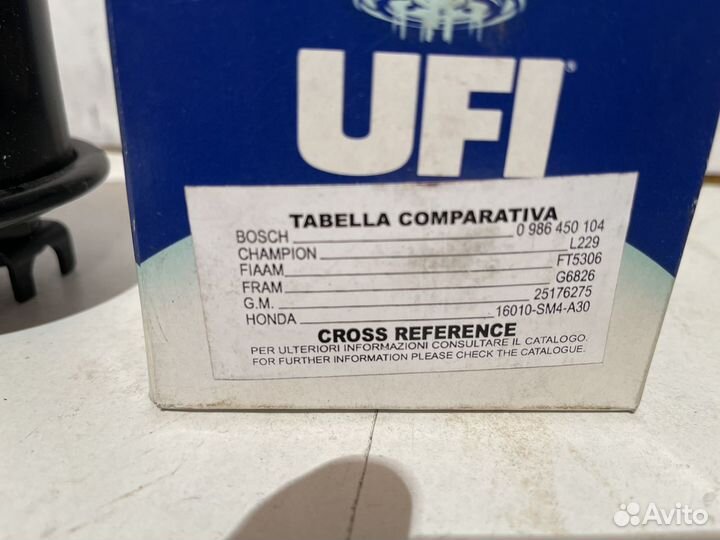 UFI
TABELLA COMPARATIVA
BOSCH 0 986 450 104
CHAMPION L229
FIAAM FT5306
FRAM G6826
G.M. 25176275
HONDA 16010-SM4-A30
CROSS REFERENCE
PER ULTERIORI INFORMAZIONI CONSULTARE IL CATALOGO.
FOR FURTHER INFORMATION PLEASE CHECK THE CATALOGUE.
Avito